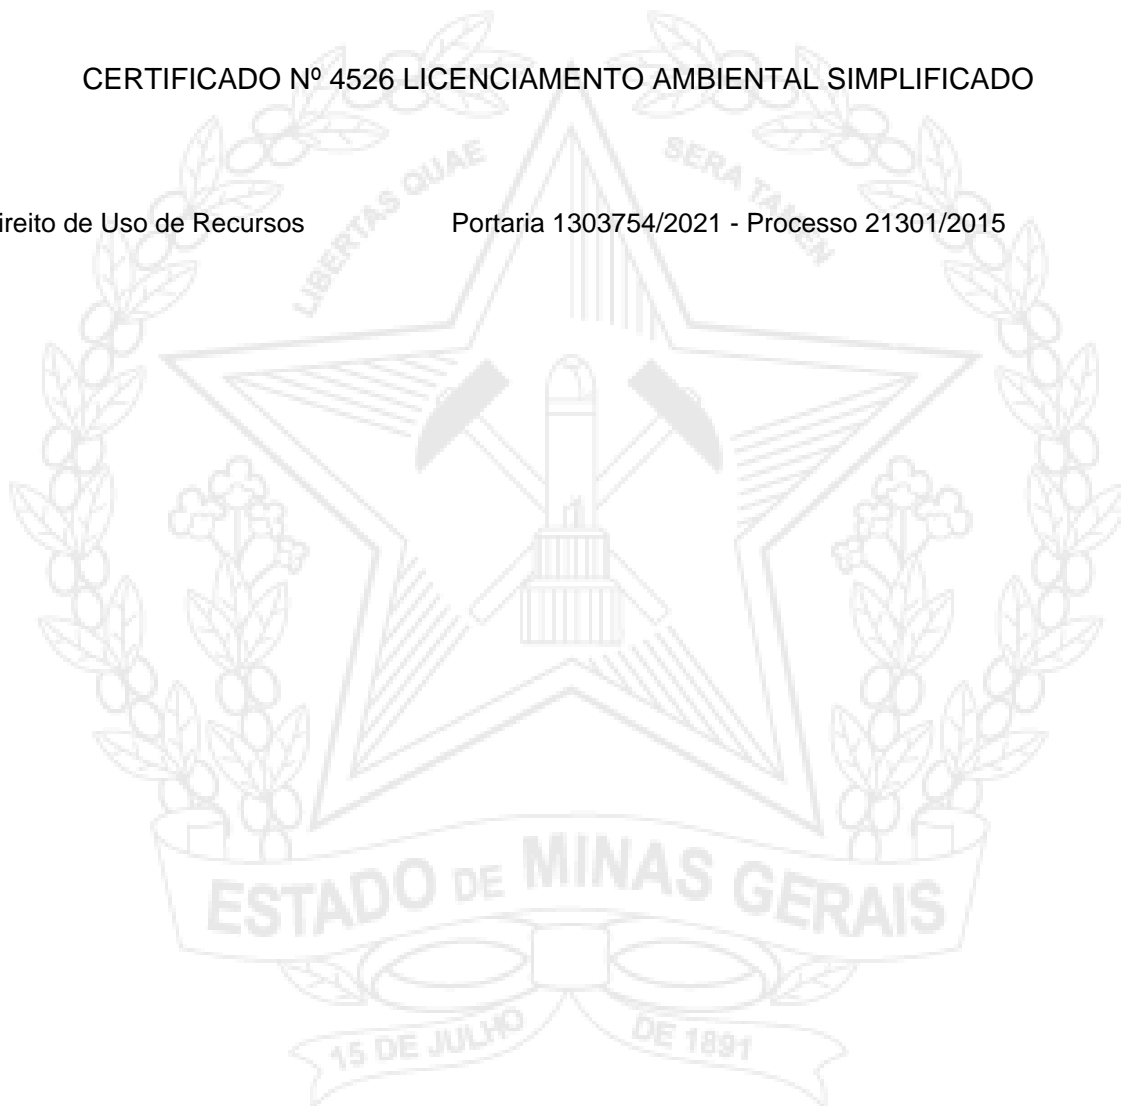 CERTIFICADO Nº 4526 LICENCIAMENTO AMBIENTAL SIMPLIFICADO
ireito de Uso de Recursos Portaria 1303754/2021 - Processo 21301/2015
LIBERTAS QUAE SERA TAMEN
ESTADO DE MINAS GERAIS
15 DE JULHO DE 1891